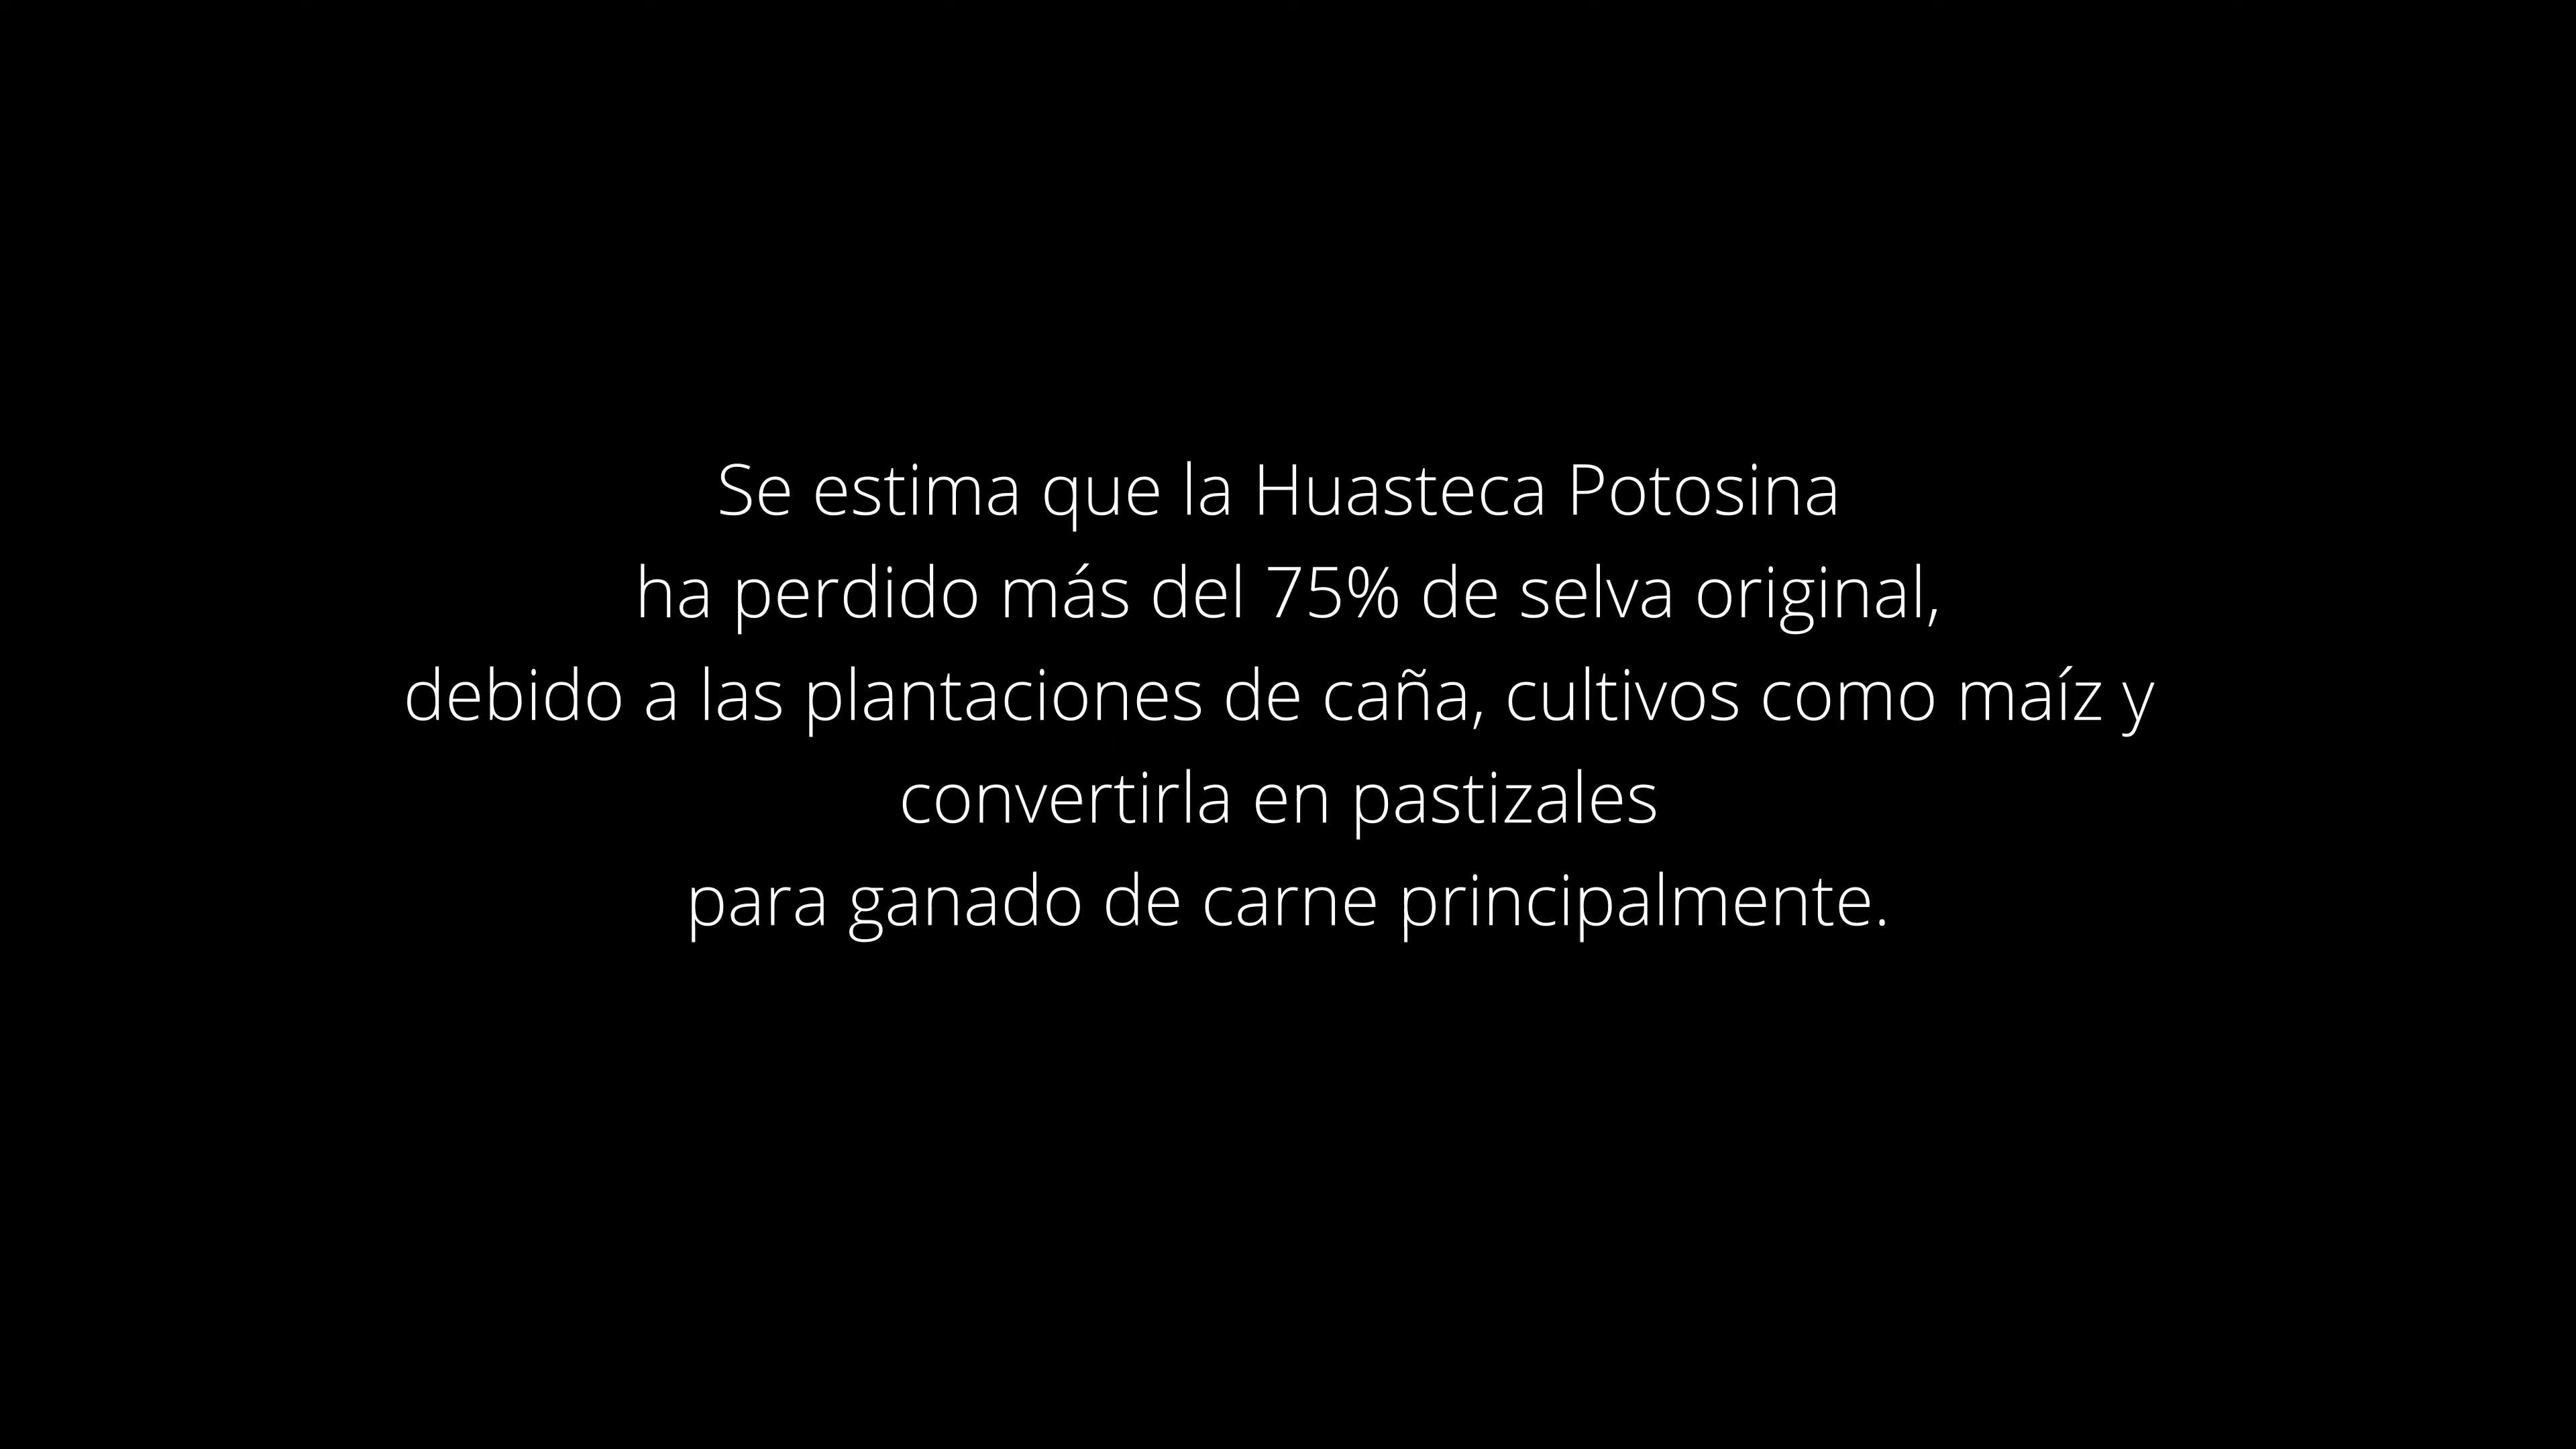 Se estima que la Huasteca Potosina
ha perdido más del 75% de selva original,
debido a las plantaciones de caña, cultivos como maíz y
convertirla en pastizales
para ganado de carne principalmente.